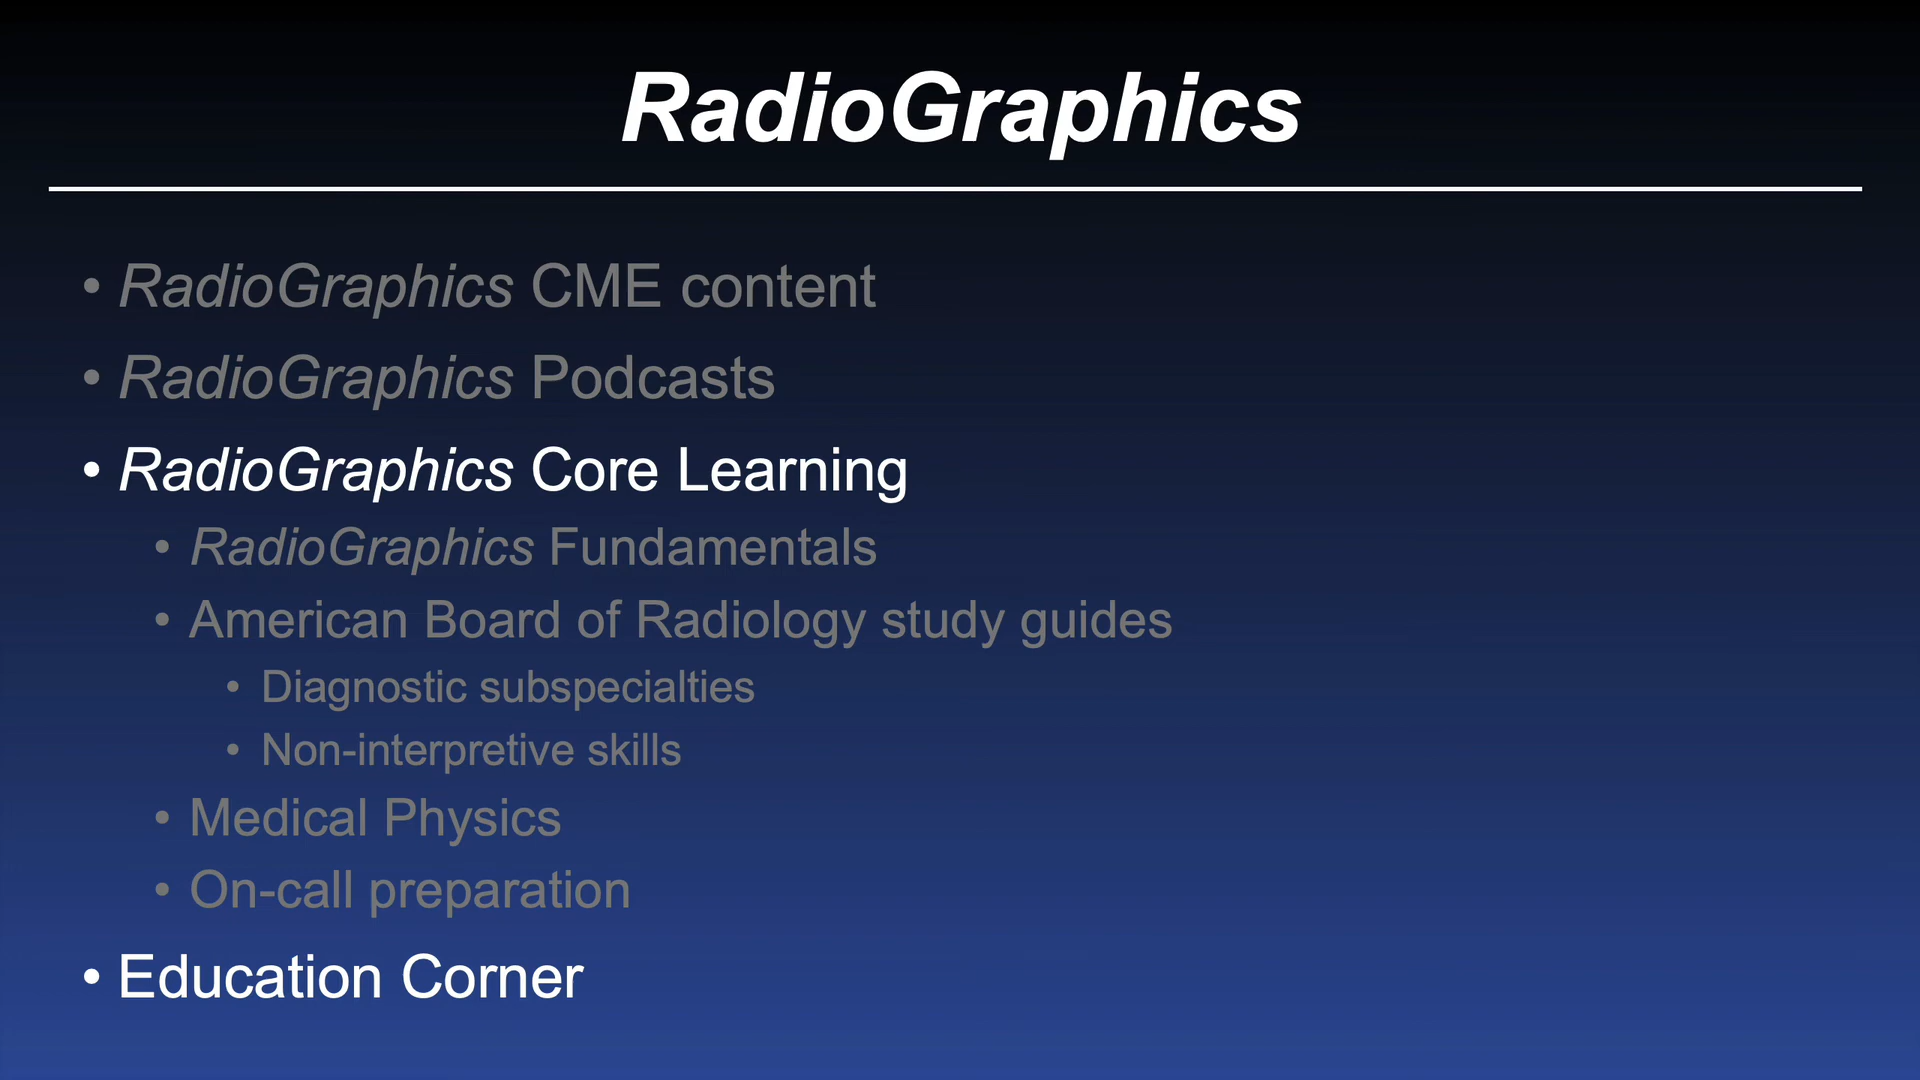 RadioGraphics
• RadioGraphics CME content
• RadioGraphics Podcasts
• RadioGraphics Core Learning
• RadioGraphics Fundamentals
• American Board of Radiology study guides
• Diagnostic subspecialties
• Non-interpretive skills
• Medical Physics
• On-call preparation
• Education Corner